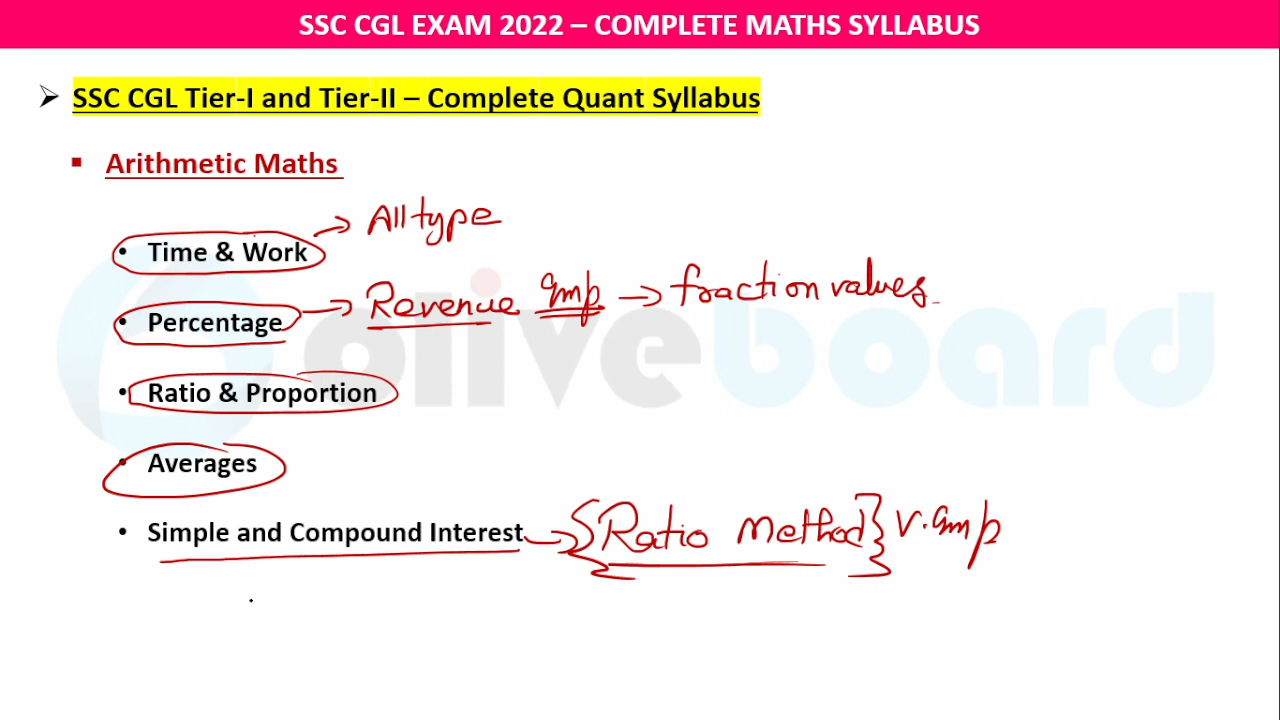 SSC CGL EXAM 2022 – COMPLETE MATHS SYLLABUS
➢ SSC CGL Tier-I and Tier-II – Complete Quant Syllabus
▪ Arithmetic Maths
• Time & Work → All type
• Percentage → Revenue Imp → fraction values.
• Ratio & Proportion
• Averages
• Simple and Compound Interest → {Ratio Method} V. Imp
oliveboard